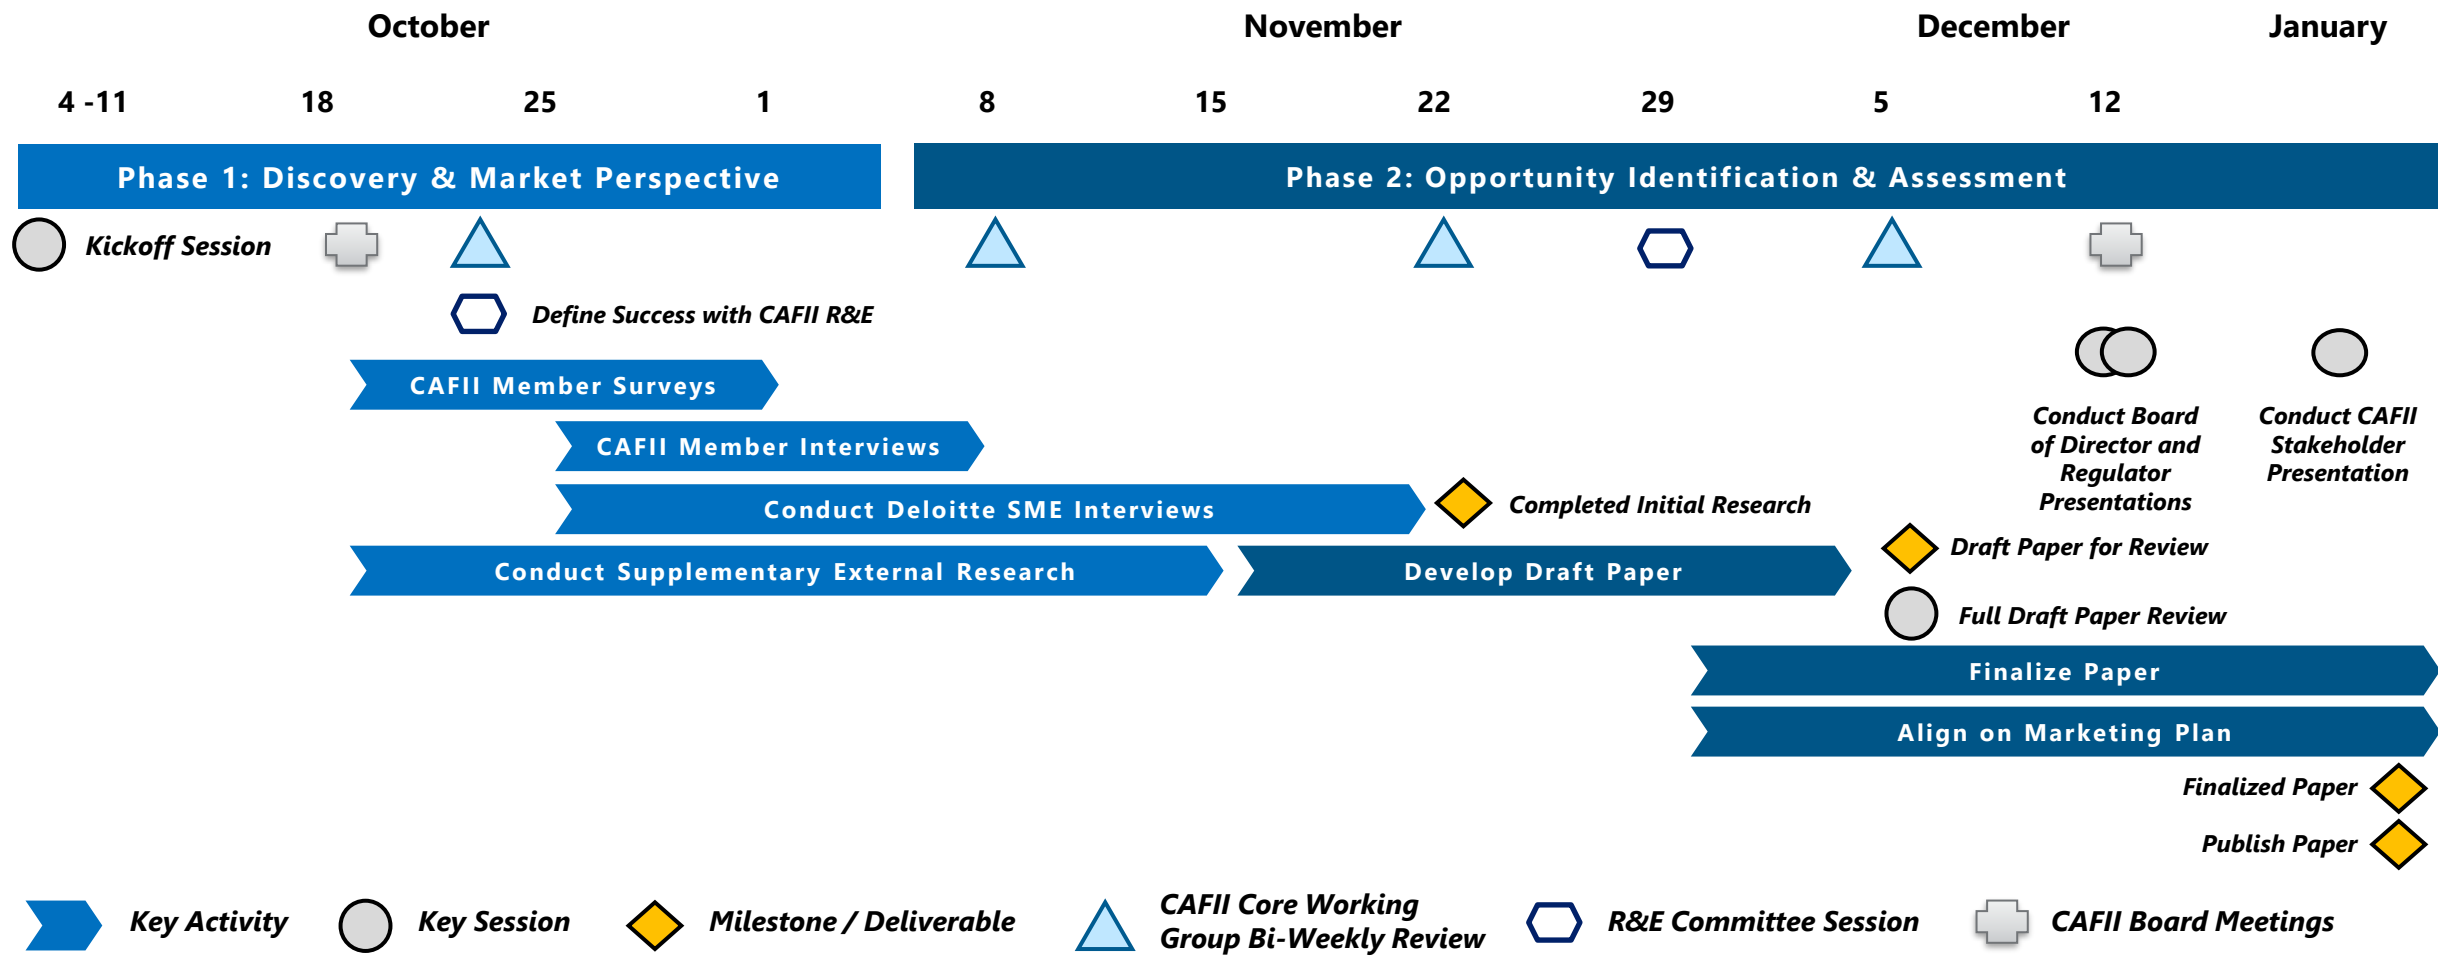 October November December January
4 -11 18 25 1 8 15 22 29 5 12
Phase 1: Discovery & Market Perspective
Phase 2: Opportunity Identification & Assessment
Kickoff Session
Define Success with CAFII R&E
CAFII Member Surveys
CAFII Member Interviews
Conduct Deloitte SME Interviews
Completed Initial Research
Conduct Supplementary External Research
Develop Draft Paper
Conduct Board
of Director and
Regulator
Presentations
Conduct CAFII
Stakeholder
Presentation
Draft Paper for Review
Full Draft Paper Review
Finalize Paper
Align on Marketing Plan
Finalized Paper
Publish Paper
Key Activity
Key Session
Milestone / Deliverable
CAFII Core Working
Group Bi-Weekly Review
R&E Committee Session
CAFII Board Meetings